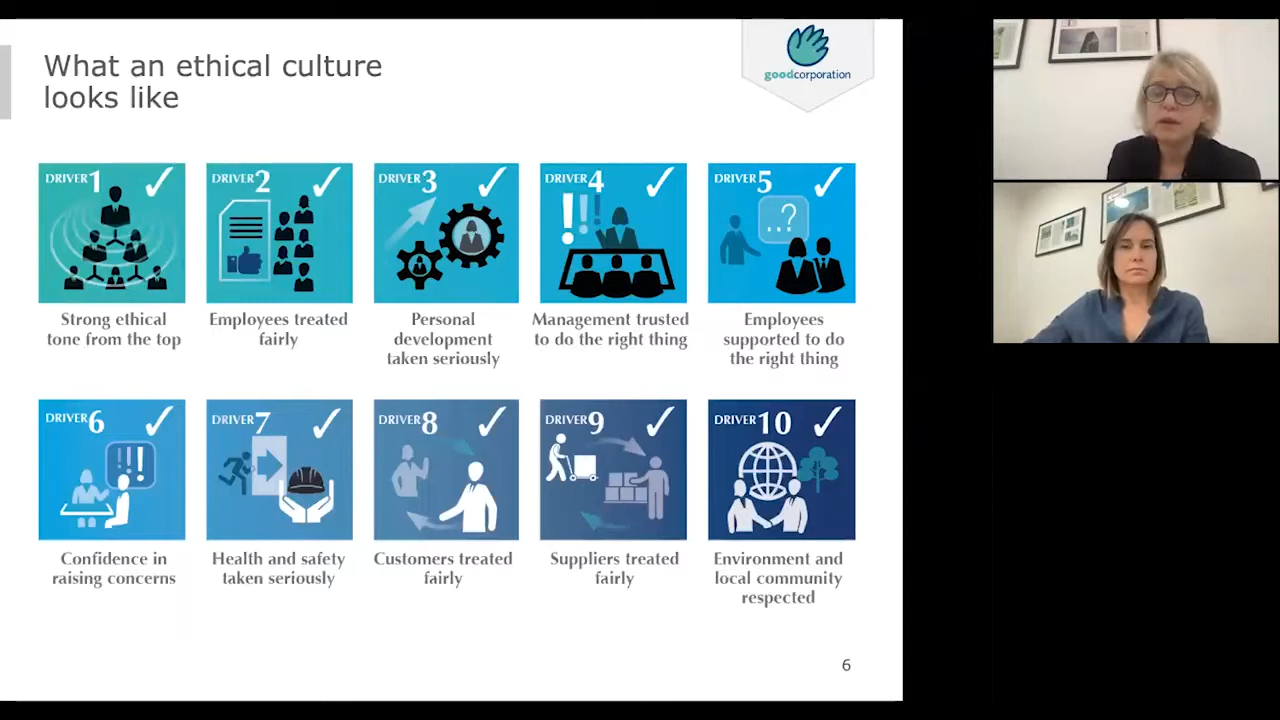 What an ethical culture
looks like
goodcorporation
DRIVER 1
DRIVER 2
DRIVER 3
DRIVER 4
DRIVER 5
...?
Strong ethical
tone from the top
Employees treated
fairly
Personal
development
taken seriously
Management trusted
to do the right thing
Employees
supported to do
the right thing
DRIVER 6
DRIVER 7
DRIVER 8
DRIVER 9
DRIVER 10
Confidence in
raising concerns
Health and safety
taken seriously
Customers treated
fairly
Suppliers treated
fairly
Environment and
local community
respected
6